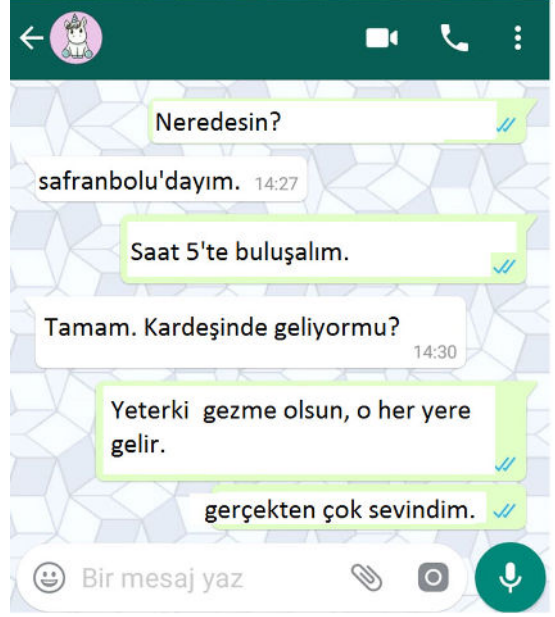 Neredesin?
safranbolu'dayım. 14:27
Saat 5'te buluşalım.
Tamam. Kardeşinde geliyormu?
14:30
Yeterki gezme olsun, o her yere
gelir.
gerçekten çok sevindim.
Bir mesaj yaz